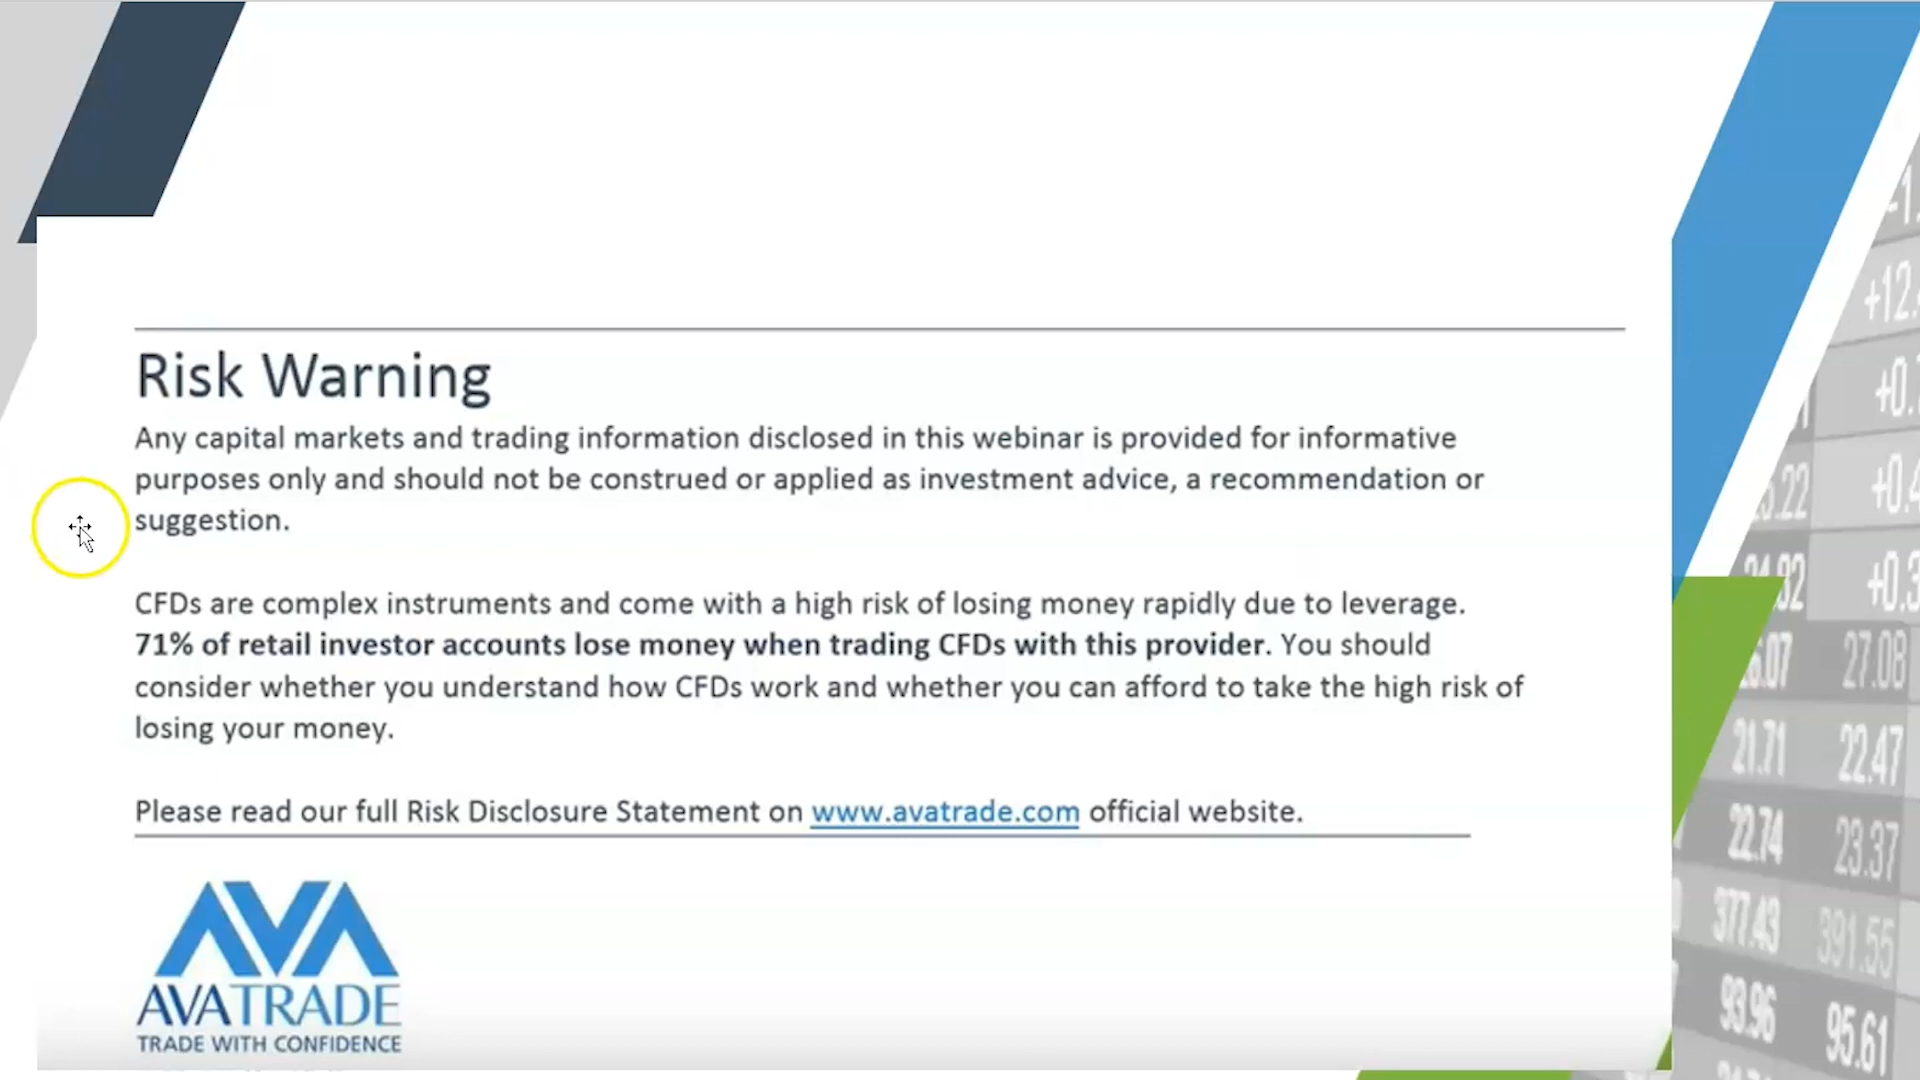 Risk Warning
Any capital markets and trading information disclosed in this webinar is provided for informative
purposes only and should not be construed or applied as investment advice, a recommendation or
suggestion.
CFDs are complex instruments and come with a high risk of losing money rapidly due to leverage.
71% of retail investor accounts lose money when trading CFDs with this provider. You should
consider whether you understand how CFDs work and whether you can afford to take the high risk of
losing your money.
Please read our full Risk Disclosure Statement on www.avatrade.com official website.
AVA
AVATRADE
TRADE WITH CONFIDENCE
27.08
21.71 22.47
22.74 23.37
377.43 391.55
93.96 95.61